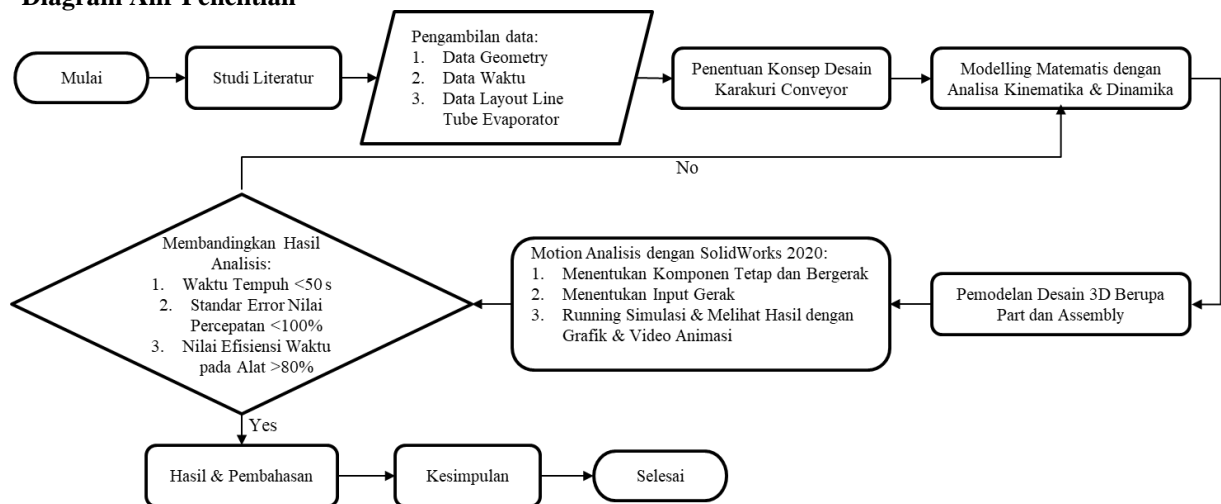 Diagram Alir Penelitian
Mulai
Studi Literatur
Pengambilan data:
1. Data Geometry
2. Data Waktu
3. Data Layout Line
Tube Evaporator
Penentuan Konsep Desain
Karakuri Conveyor
Modelling Matematis dengan
Analisa Kinematika & Dinamika
No
Pemodelan Desain 3D Berupa
Part dan Assembly
Motion Analisis dengan SolidWorks 2020:
1. Menentukan Komponen Tetap dan Bergerak
2. Menentukan Input Gerak
3. Running Simulasi & Melihat Hasil dengan
Grafik & Video Animasi
Membandingkan Hasil
Analisis:
1. Waktu Tempuh <50 s
2. Standar Error Nilai
Percepatan <100%
3. Nilai Efisiensi Waktu
pada Alat >80%
Yes
Hasil & Pembahasan
Kesimpulan
Selesai